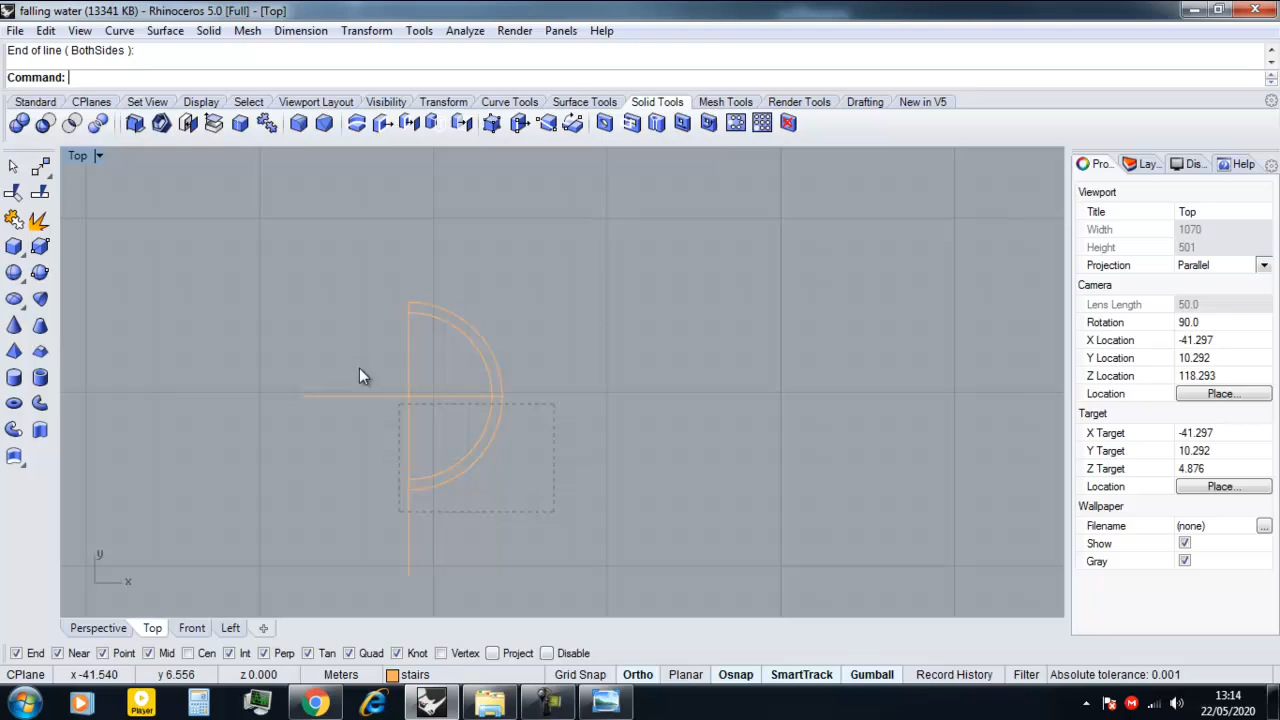 falling water (13341 KB) - Rhinoceros 5.0 [Full] - [Top]
File Edit View Curve Surface Solid Mesh Dimension Transform Tools Analyze Render Panels Help
End of line ( BothSides ):
Command:
Standard CPlanes Set View Display Select Viewport Layout Visibility Transform Curve Tools Surface Tools Solid Tools Mesh Tools Render Tools Drafting New in V5
Top
Pro... Lay... Dis... Help
Viewport
Title Top
Width 1070
Height 501
Projection Parallel
Camera
Lens Length 50.0
Rotation 90.0
X Location -41.297
Y Location 10.292
Z Location 118.293
Location Place...
Target
X Target -41.297
Y Target 10.292
Z Target 4.876
Location Place...
Wallpaper
Filename (none) ...
Show
Gray
y
x
Perspective Top Front Left
End Near Point Mid Cen Int Perp Tan Quad Knot Vertex Project Disable
CPlane x -41.540 y 6.556 z 0.000 Meters stairs Grid Snap Ortho Planar Osnap SmartTrack Gumball Record History Filter Absolute tolerance: 0.001
Player
13:14
22/05/2020